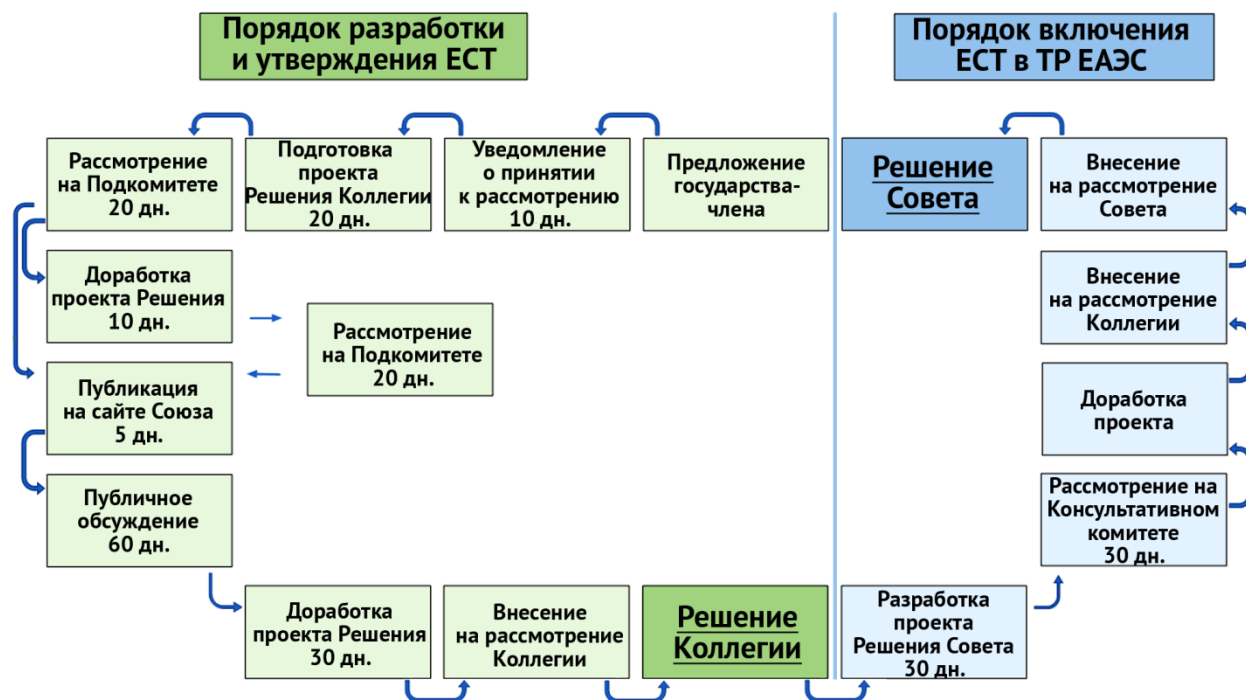 Порядок разработки
и утверждения ЕСТ
Порядок включения
ЕСТ в ТР ЕАЭС
Рассмотрение
на Подкомитете
20 дн.
Подготовка
проекта
Решения Коллегии
20 дн.
Уведомление
о принятии
к рассмотрению
10 дн.
Предложение
государства-
члена
Решение
Совета
Внесение
на рассмотрение
Совета
Доработка
проекта Решения
10 дн.
Рассмотрение
на Подкомитете
20 дн.
Внесение
на рассмотрение
Коллегии
Публикация
на сайте Союза
5 дн.
Доработка
проекта
Публичное
обсуждение
60 дн.
Рассмотрение на
Консультативном
комитете
30 дн.
Доработка
проекта Решения
30 дн.
Внесение
на рассмотрение
Коллегии
Решение
Коллегии
Разработка
проекта
Решения Совета
30 дн.